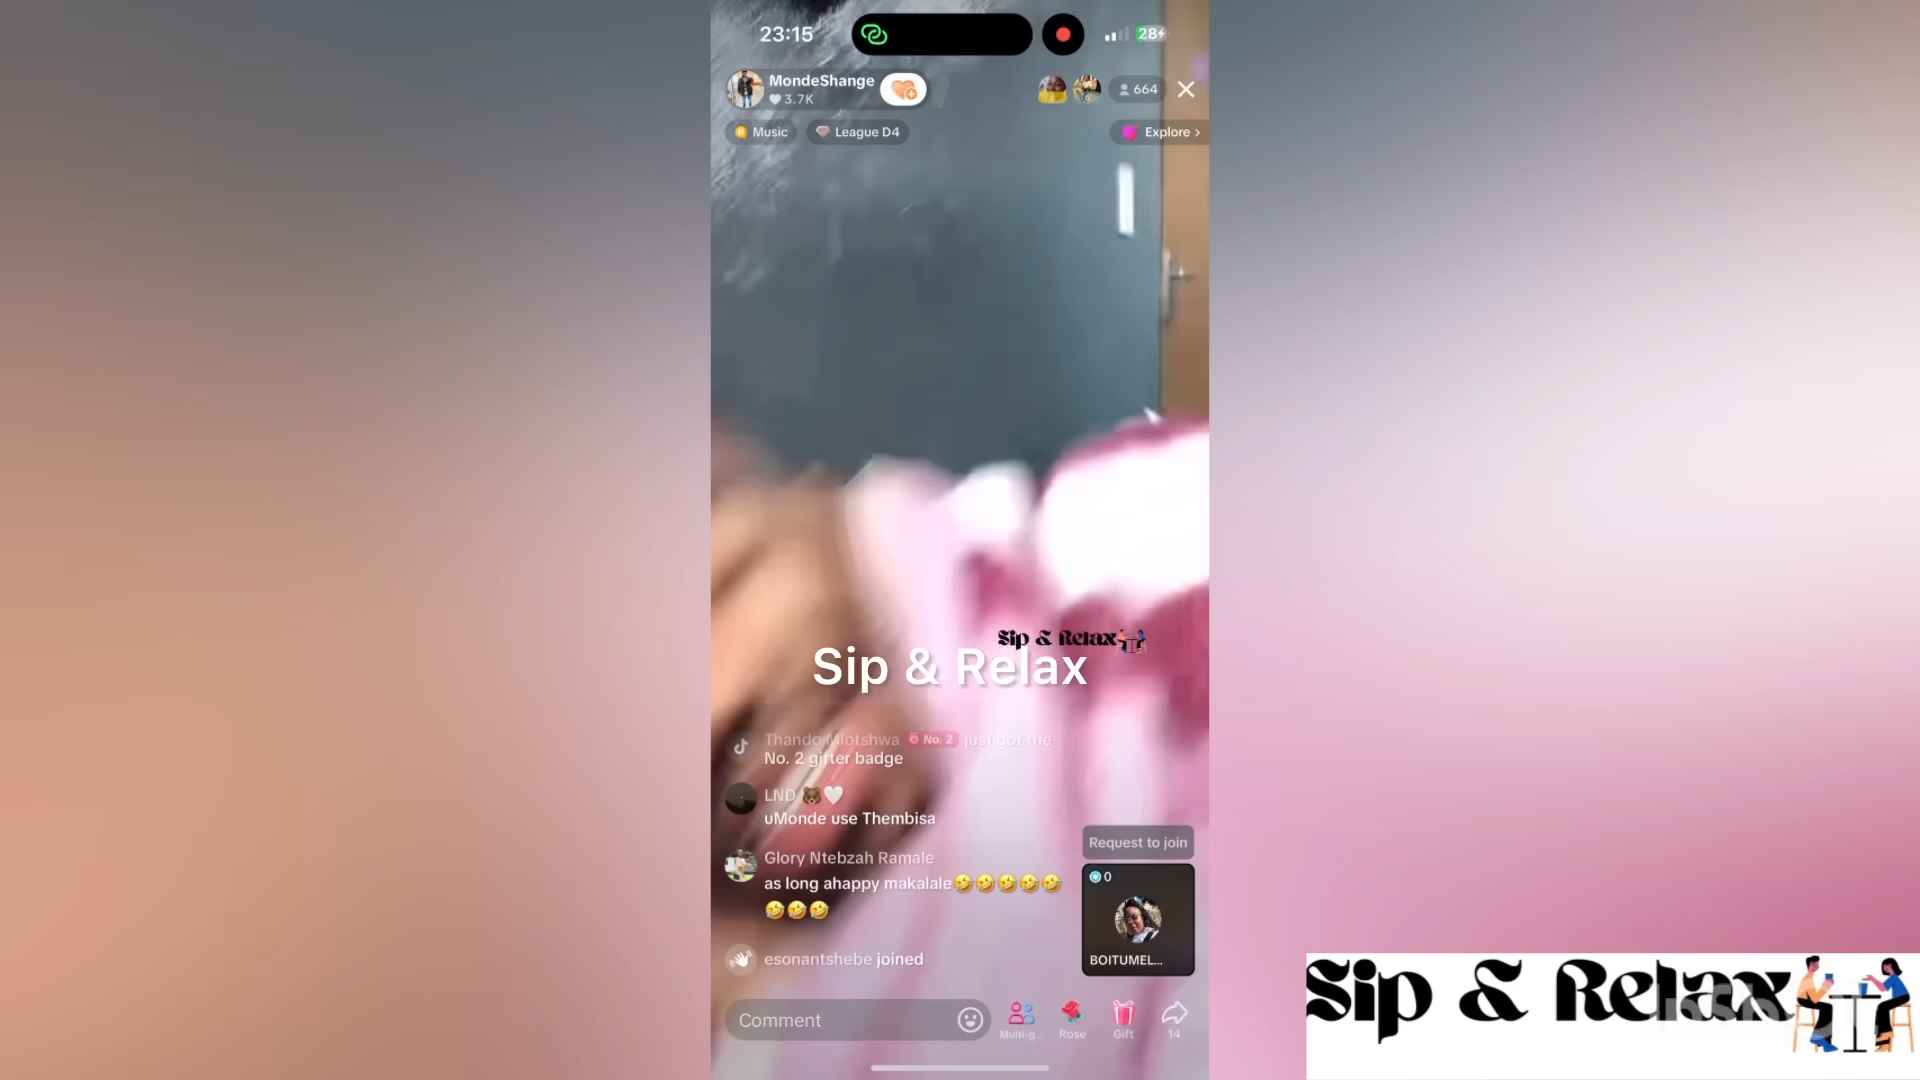 23:15
28
MondeShange
3.7K
664
Music
League D4
Explore >
Sip & Relax
Sip & Relax
Thando Mlotshwa No. 2 just got the
No. 2 gifter badge
LND 🐻🤍
uMonde use Thembisa
Glory Ntebzah Ramale
as long ahappy makalale🤣🤣🤣🤣🤣
🤣🤣🤣
esonantshebe joined
Request to join
0
BOITUMEL...
Comment
Multi-g...
Rose
Gift
14
Sip & Relax